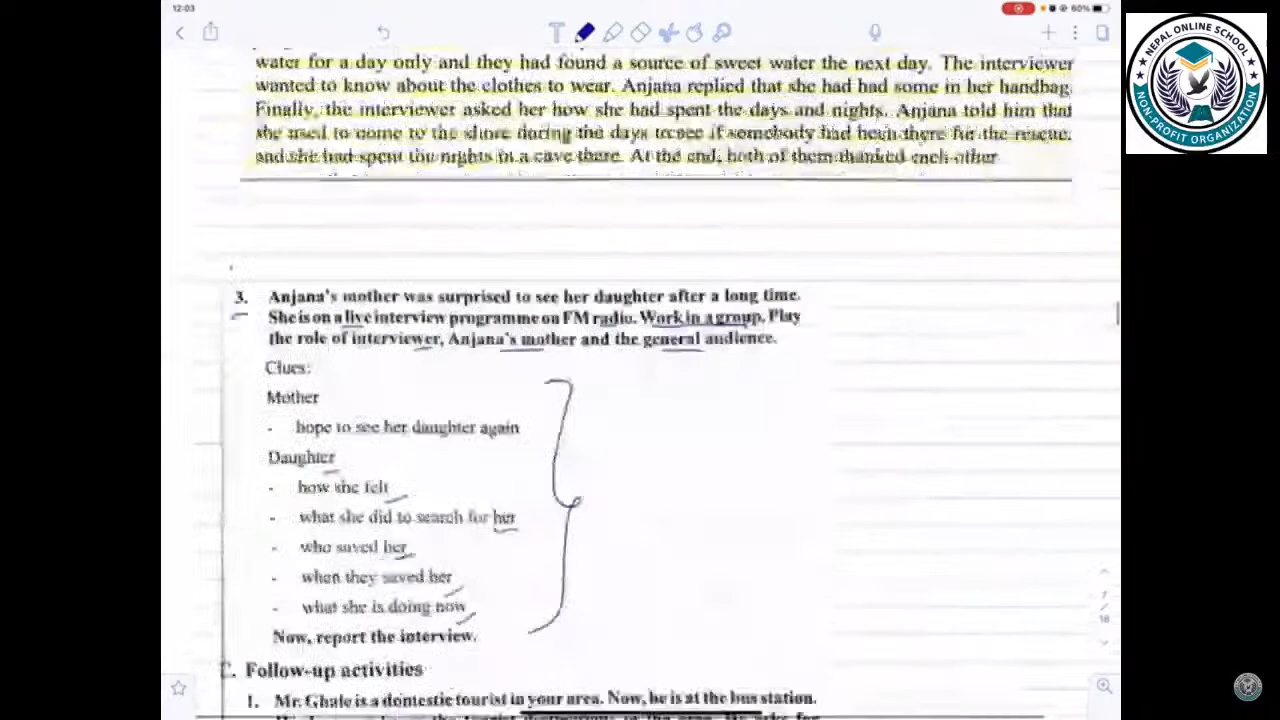 12:03
60%
NEPAL ONLINE SCHOOL
NON-PROFIT ORGANIZATION
T
water for a day only and they had found a source of sweet water the next day. The interviewer
wanted to know about the clothes to wear. Anjana replied that she had had some in her handbag.
Finally, the interviewer asked her how she had spent the days and nights. Anjana told him that
she used to come to the shore during the days to see if somebody had been there for the rescue
and she had spent the nights in a cave there. At the end, both of them thanked each other
3. Anjana's mother was surprised to see her daughter after a long time.
She is on a live interview programme on FM radio. Work in a group. Play
the role of interviewer, Anjana's mother and the general audience.
Clues:
Mother
- hope to see her daughter again
Daughter
- how she felt
- what she did to search for her
- who saved her
- when they saved her
- what she is doing now
Now, report the interview.
7
/
18
C. Follow-up activities
1. Mr. Ghale is a domestic tourist in your area. Now, he is at the bus station.